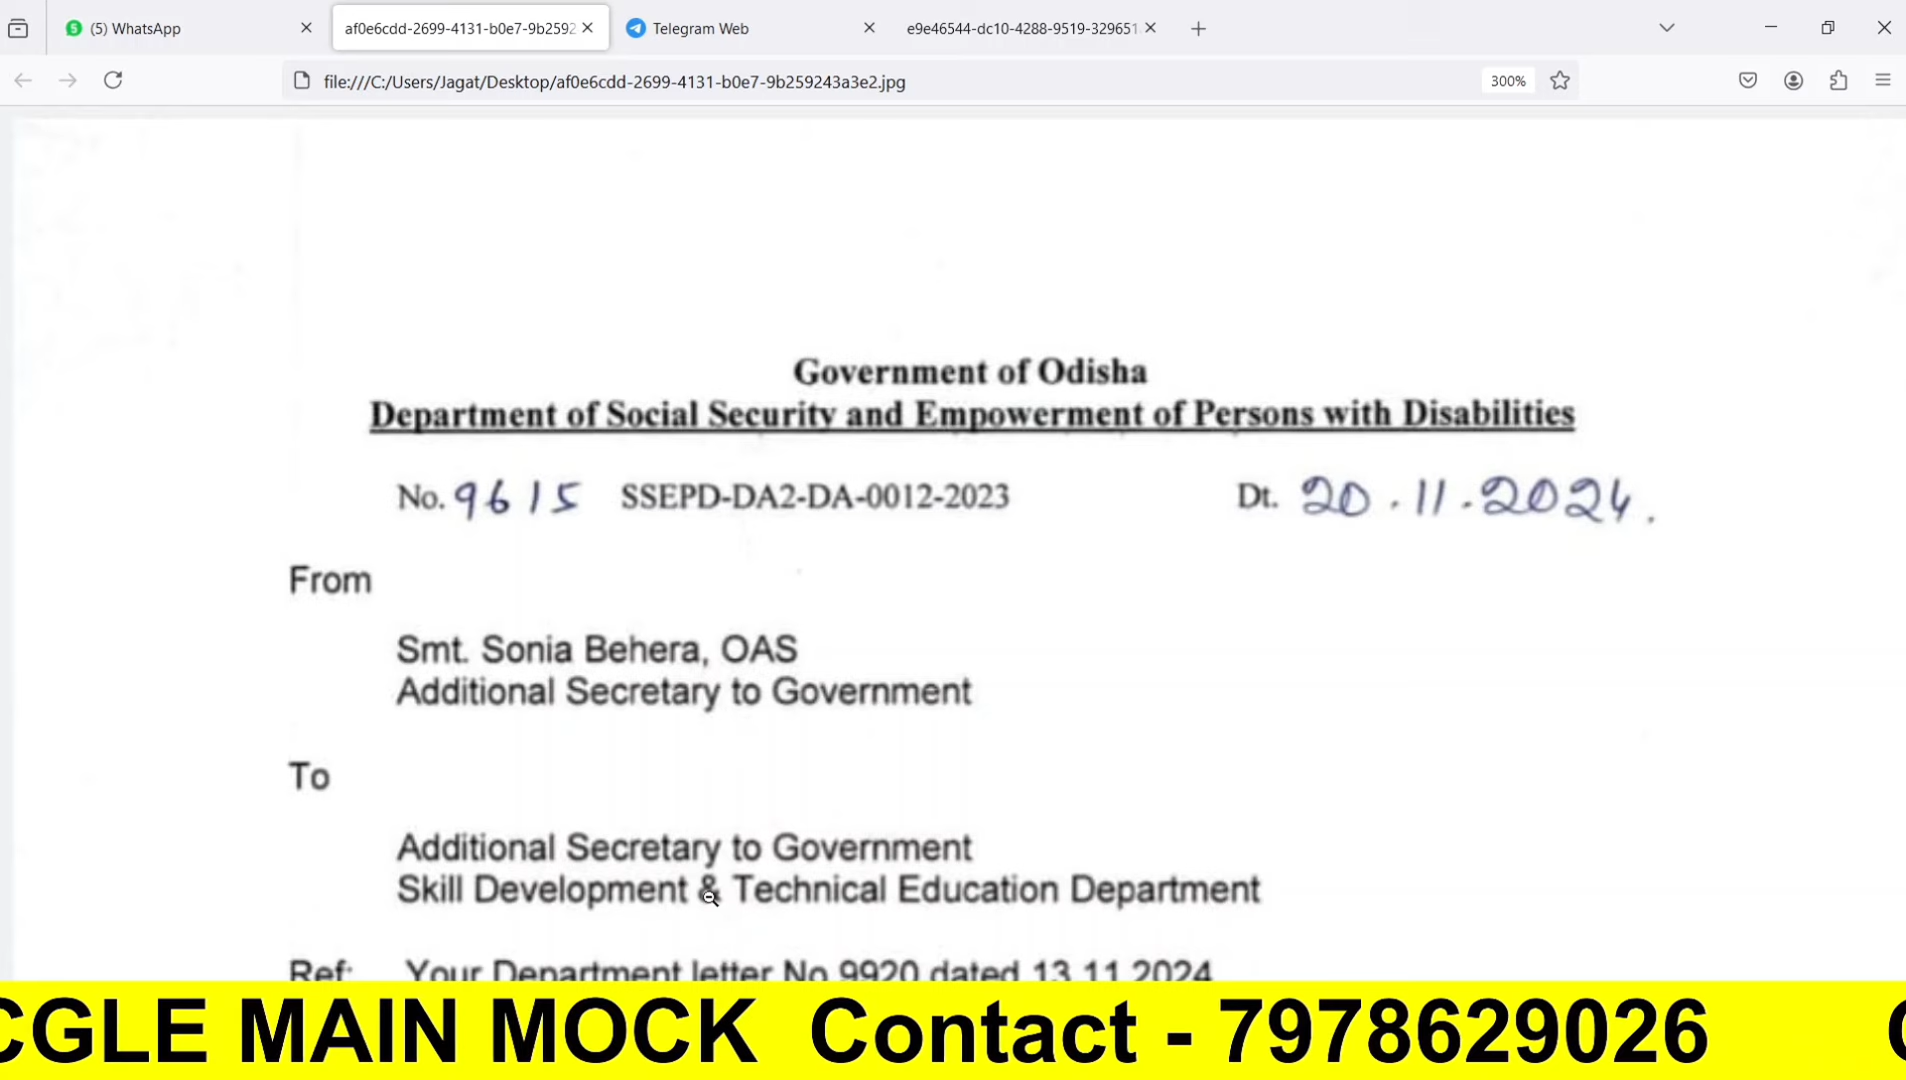 (5) WhatsApp
af0e6cdd-2699-4131-b0e7-9b2592
Telegram Web
e9e46544-dc10-4288-9519-329651
file:///C:/Users/Jagat/Desktop/af0e6cdd-2699-4131-b0e7-9b259243a3e2.jpg
300%
Government of Odisha
Department of Social Security and Empowerment of Persons with Disabilities
No. 9615 SSEPD-DA2-DA-0012-2023 Dt. 20.11.2024.
From
Smt. Sonia Behera, OAS
Additional Secretary to Government
To
Additional Secretary to Government
Skill Development & Technical Education Department
Ref: Your Department letter No 9920 dated 13.11.2024
CGLE MAIN MOCK Contact - 7978629026